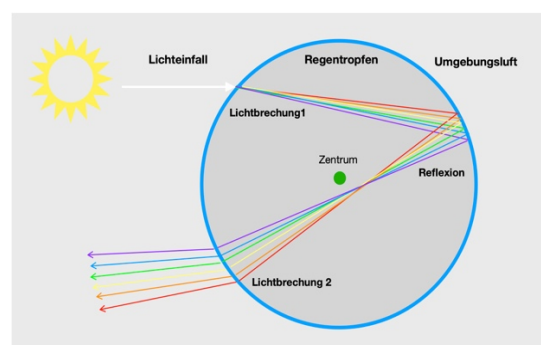 Lichteinfall
Regentropfen
Umgebungsluft
Lichtbrechung1
Zentrum
Reflexion
Lichtbrechung 2